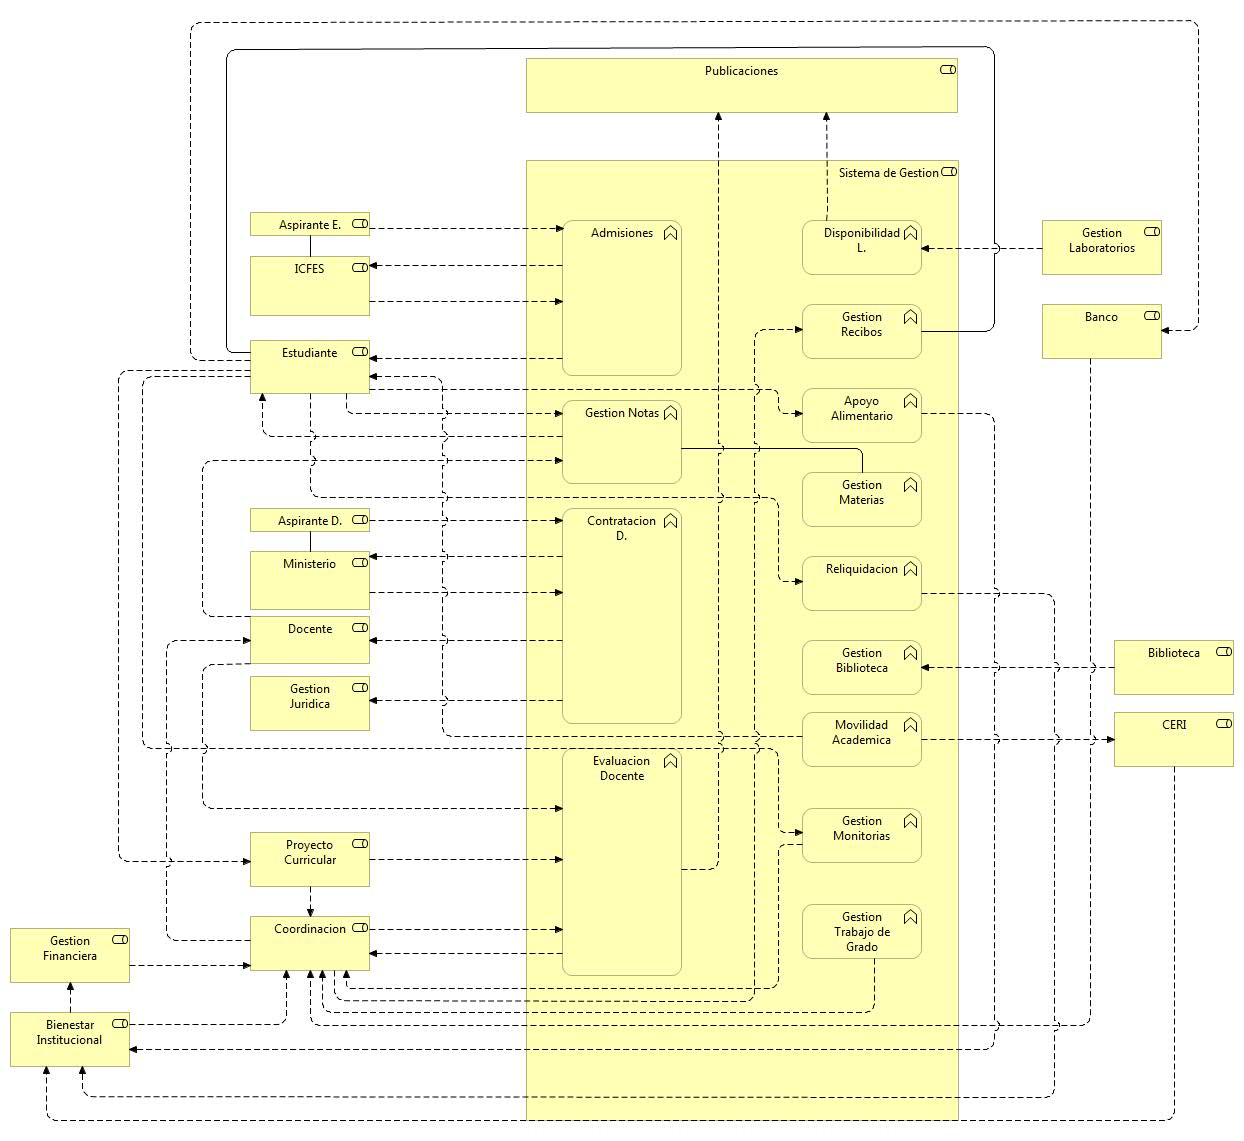 Publicaciones
Sistema de Gestion
Aspirante E.
Admisiones
Disponibilidad
L.
Gestion
Laboratorios
ICFES
Gestion
Recibos
Banco
Estudiante
Gestion Notas
Apoyo
Alimentario
Gestion
Materias
Aspirante D.
Contratacion
D.
Ministerio
Reliquidacion
Docente
Gestion
Biblioteca
Biblioteca
Gestion
Juridica
Movilidad
Academica
CERI
Evaluacion
Docente
Gestion
Monitorias
Proyecto
Curricular
Gestion
Trabajo de
Grado
Coordinacion
Gestion
Financiera
Bienestar
Institucional